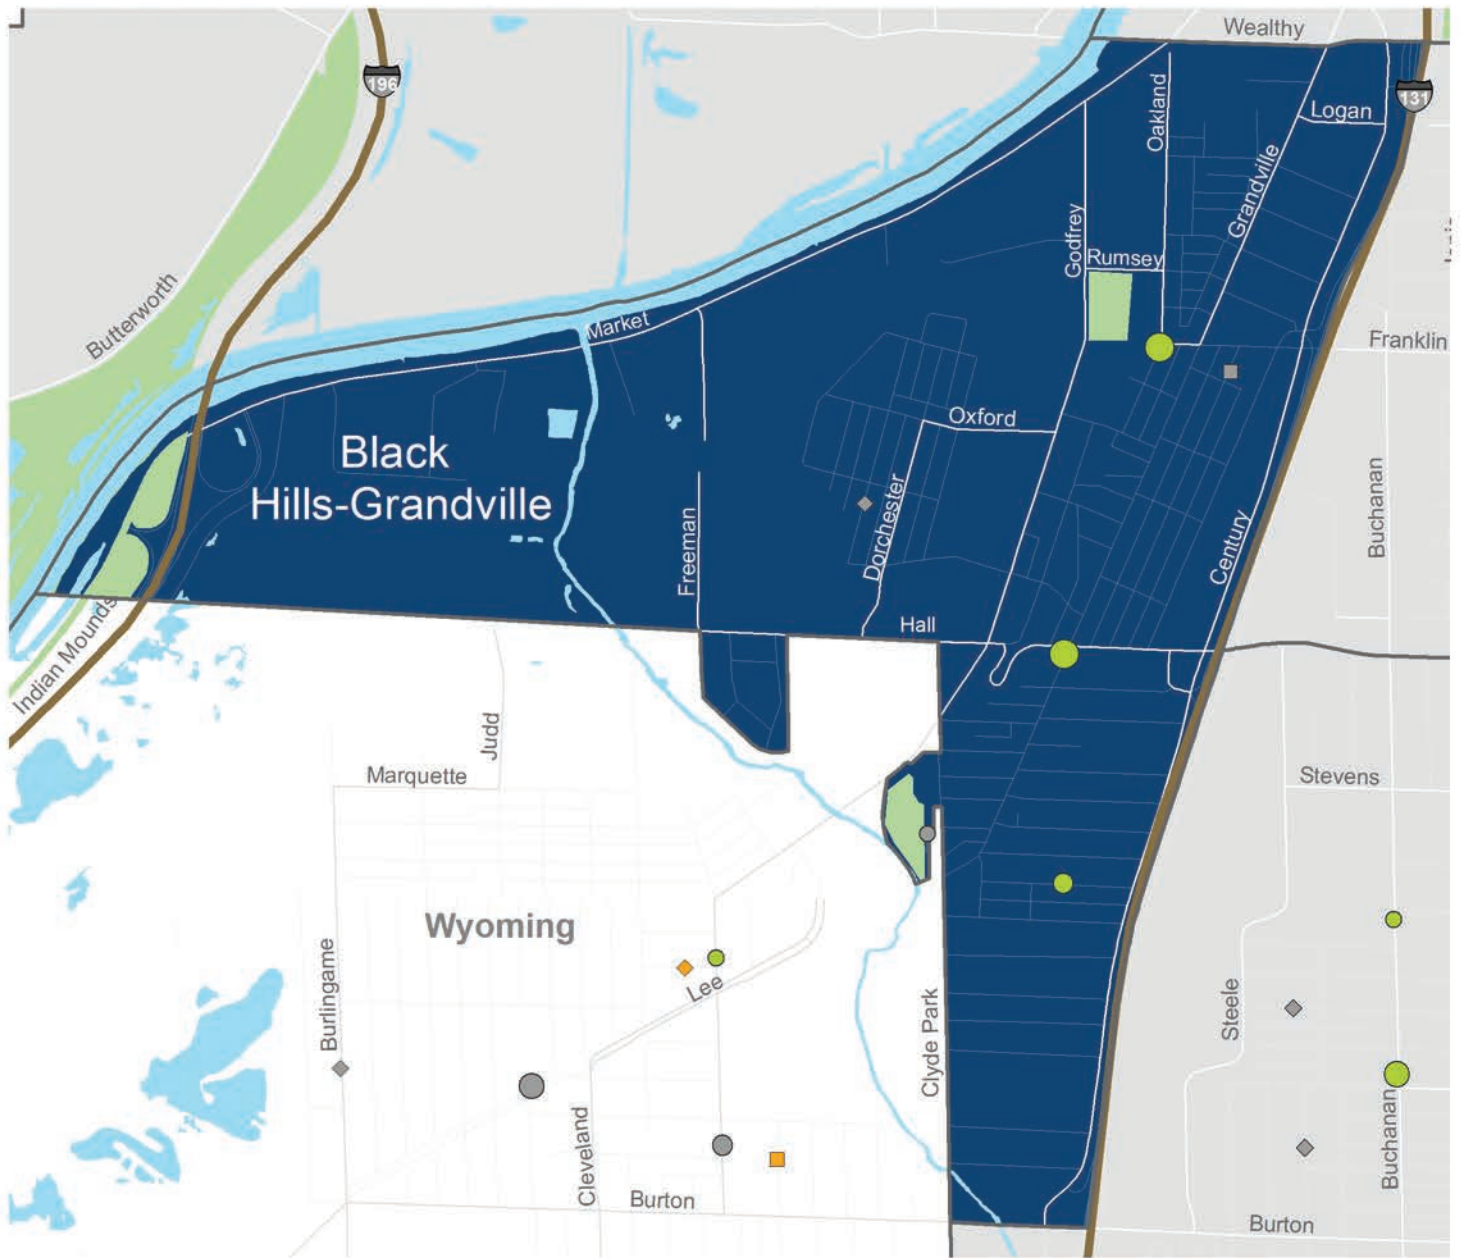 Wealthy
196
131
Oakland
Logan
Grandville
Godfrey
Rumsey
Butterworth
Market
Franklin
Oxford
Black
Hills-Grandville
Buchanan
Dorchester
Freeman
Century
Indian Mounds
Hall
Judd
Marquette
Stevens
Wyoming
Burlingame
Lee
Clyde Park
Steele
Cleveland
Buchanan
Burton
Burton